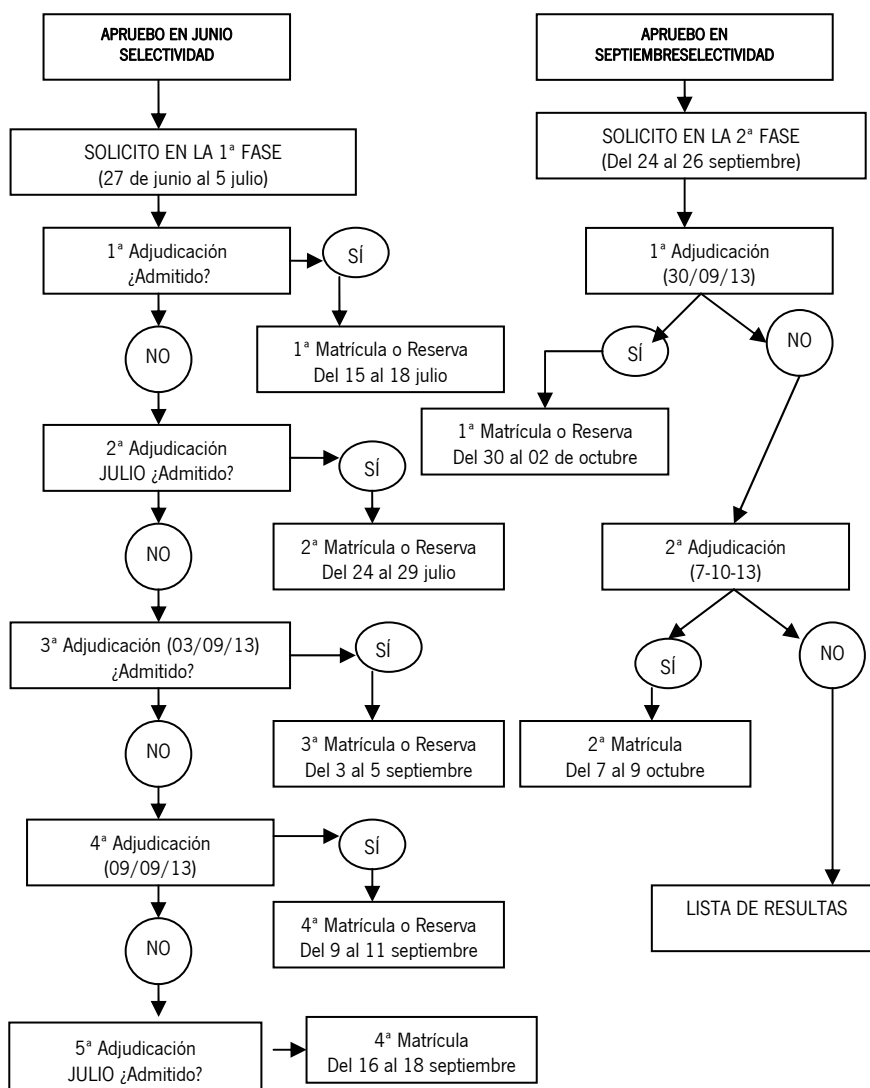 APRUEBO EN JUNIO
SELECTIVIDAD
SOLICITO EN LA 1ª FASE
(27 de junio al 5 julio)
1ª Adjudicación
¿Admitido?
SÍ
NO
1ª Matrícula o Reserva
Del 15 al 18 julio
2ª Adjudicación
JULIO ¿Admitido?
SÍ
NO
2ª Matrícula o Reserva
Del 24 al 29 julio
3ª Adjudicación (03/09/13)
¿Admitido?
SÍ
NO
3ª Matrícula o Reserva
Del 3 al 5 septiembre
4ª Adjudicación
(09/09/13)
SÍ
NO
4ª Matrícula o Reserva
Del 9 al 11 septiembre
5ª Adjudicación
JULIO ¿Admitido?
4ª Matrícula
Del 16 al 18 septiembre
APRUEBO EN
SEPTIEMBRESELECTIVIDAD
SOLICITO EN LA 2ª FASE
(Del 24 al 26 septiembre)
1ª Adjudicación
(30/09/13)
SÍ
NO
1ª Matrícula o Reserva
Del 30 al 02 de octubre
2ª Adjudicación
(7-10-13)
SÍ
NO
2ª Matrícula
Del 7 al 9 octubre
LISTA DE RESULTAS